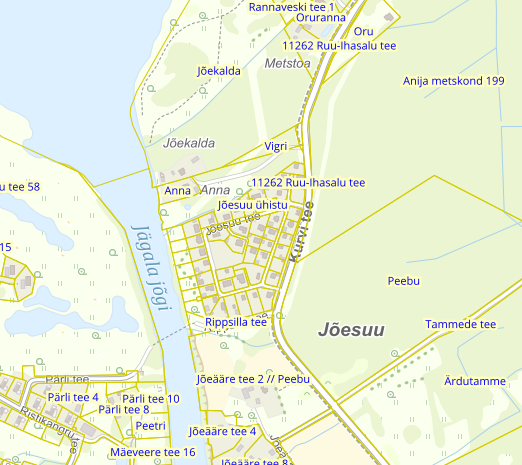 Rannaveski tee 1
Oruranna
Oru
11262 Ruu-Ihasalu tee
Metstoa
Jõekalda
Anija metskond 199
Jõekalda
Vigri
u tee 58
Anna
Anna
11262 Ruu-Ihasalu tee
Jõesuu ühistu
Jõesuu tee
Kurvi tee
Jägala jõgi
15
Peebu
Rippsilla tee
Jõesuu
Tammede tee
Pärli tee
Jõeääre tee 2 // Peebu
Ärdutamme
Pärli tee 4
Pärli tee 10
Pärli tee 8
Ristikangru tee
Peetri
Jõeääre tee 4
Mäeveere tee 16
Jõeää
Jõeääre tee 8